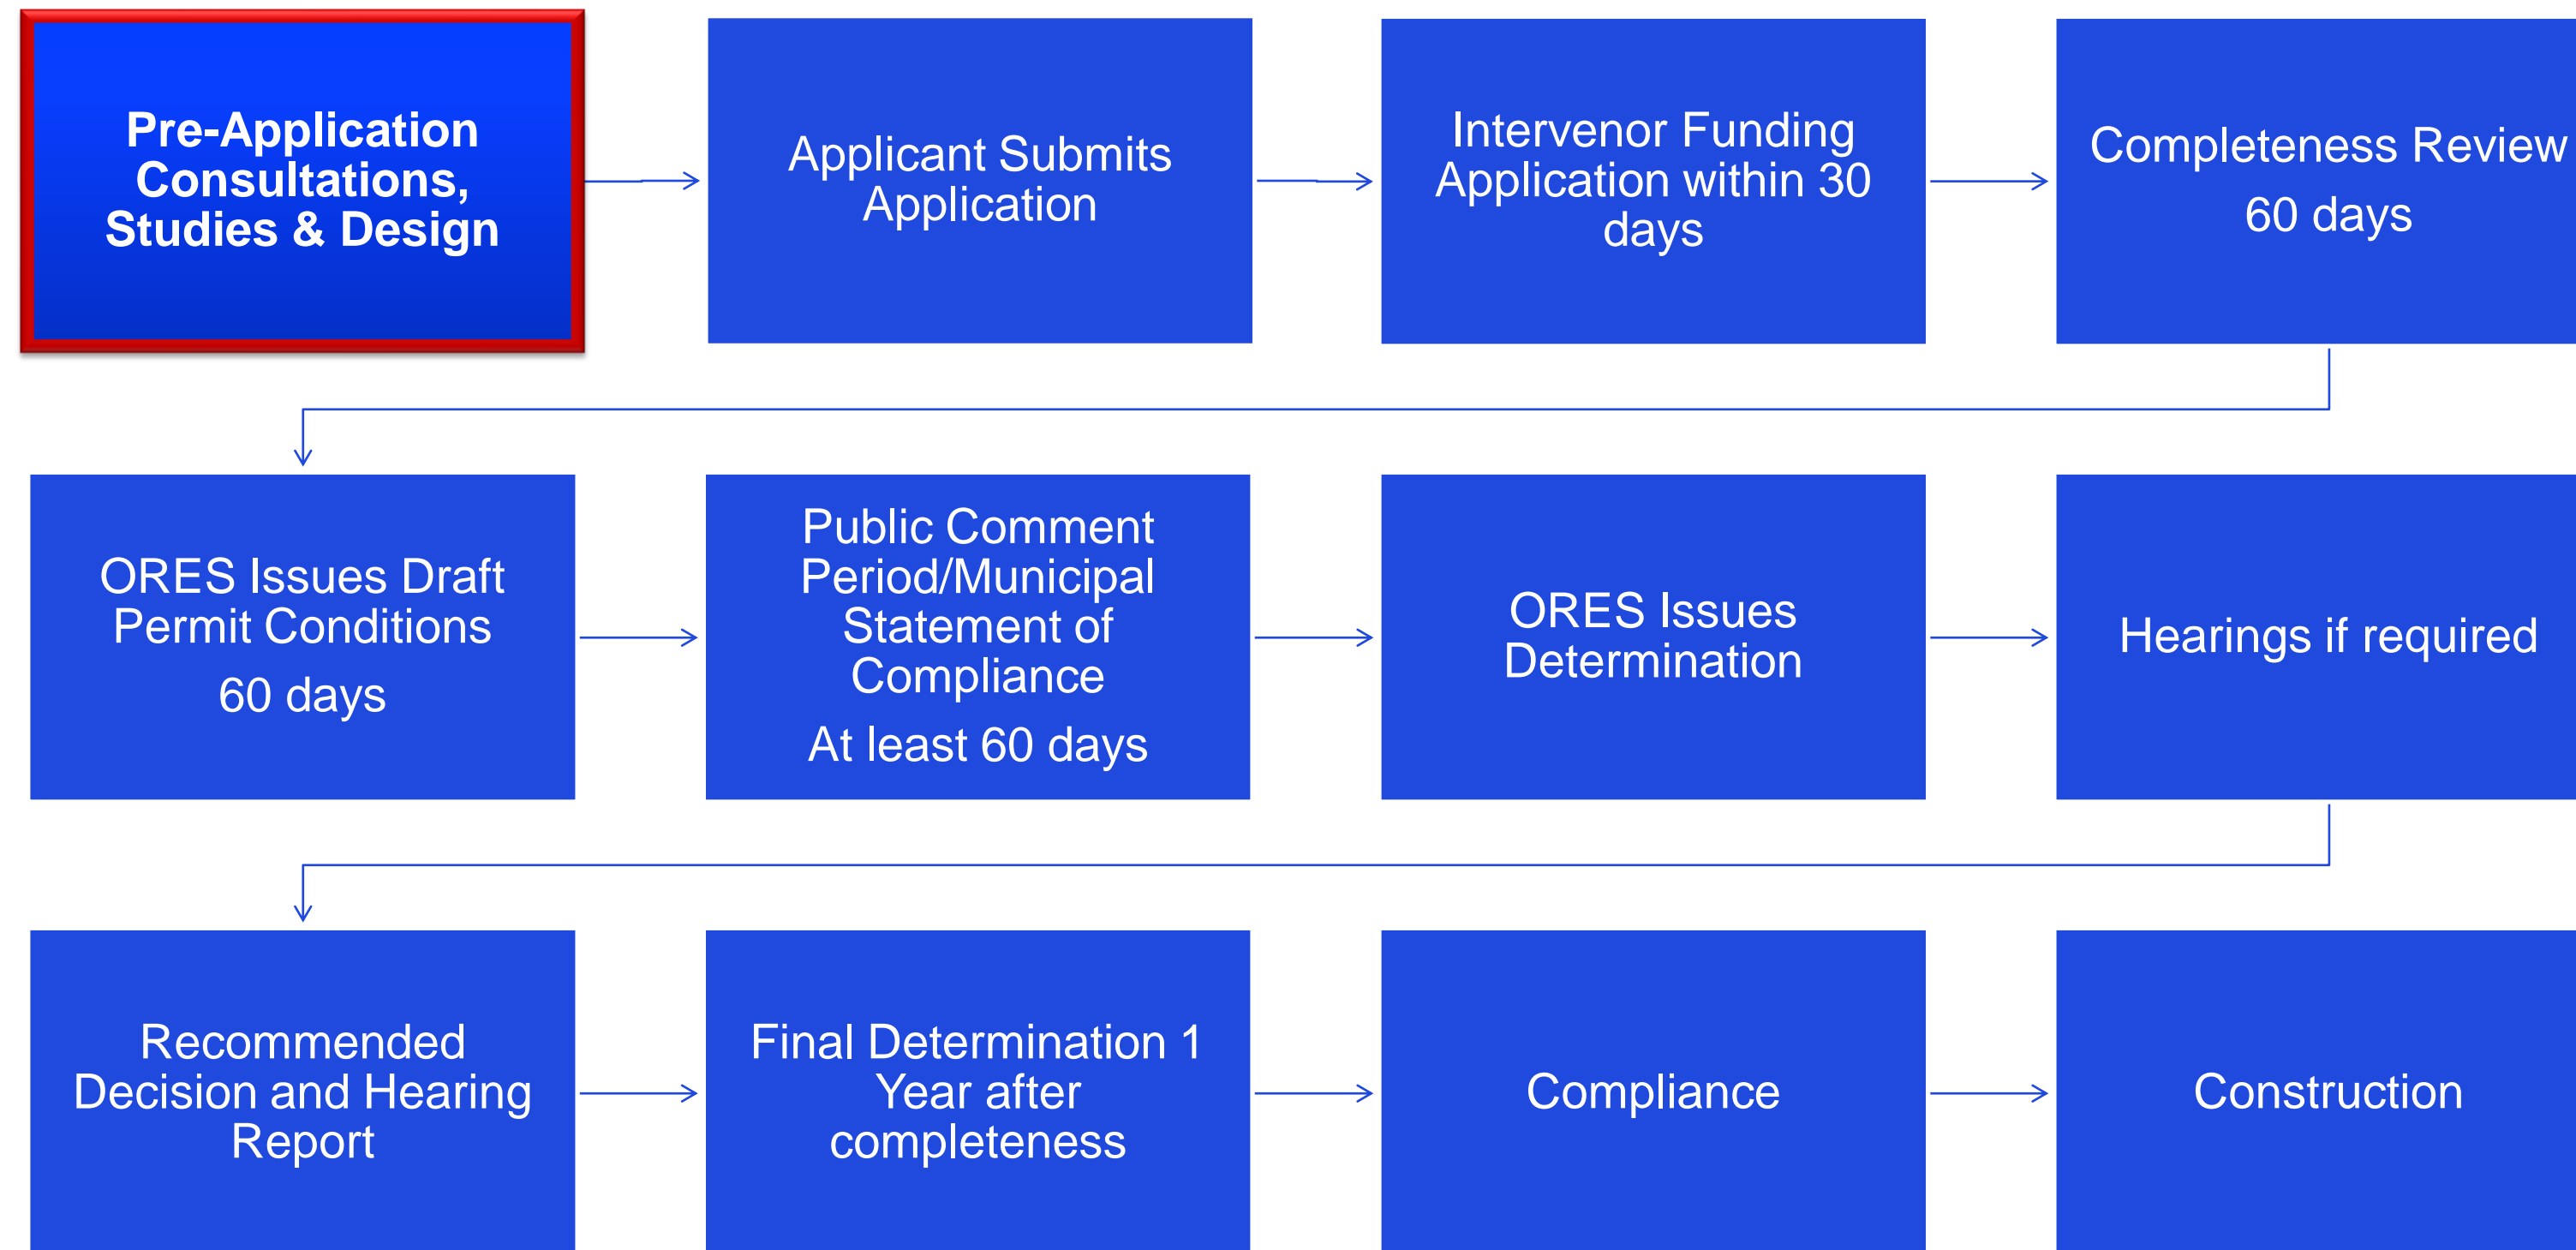 Pre-Application
Consultations,
Studies & Design
Applicant Submits
Application
Intervenor Funding
Application within 30
days
Completeness Review
60 days
ORES Issues Draft
Permit Conditions
60 days
Public Comment
Period/Municipal
Statement of
Compliance
At least 60 days
ORES Issues
Determination
Hearings if required
Recommended
Decision and Hearing
Report
Final Determination 1
Year after
completeness
Compliance
Construction